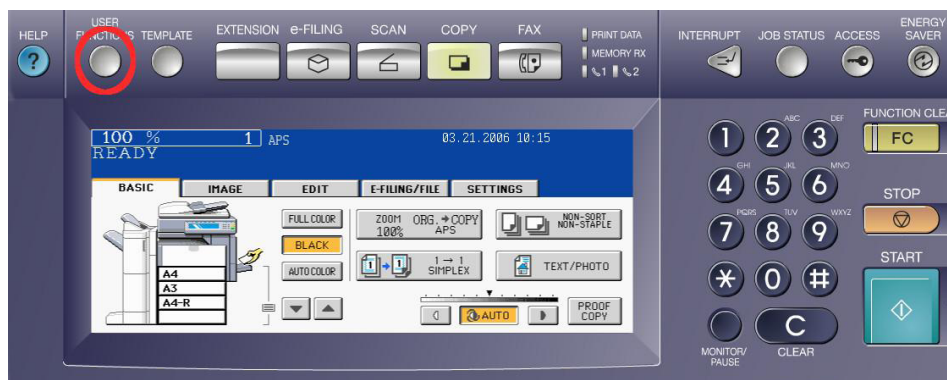 HELP
USER
FUNCTIONS
TEMPLATE
EXTENSION
e-FILING
SCAN
COPY
FAX
PRINT DATA
MEMORY RX
1
2
INTERRUPT
JOB STATUS
ACCESS
ENERGY
SAVER
?
100 % 1 APS 03.21.2006 10:15
READY
BASIC
IMAGE
EDIT
E-FILING/FILE
SETTINGS
FULL COLOR
BLACK
AUTO COLOR
ZOOM ORG.→COPY
100% APS
NON-SORT
NON-STAPLE
1→1
SIMPLEX
TEXT/PHOTO
A4
A3
A4-R
AUTO
PROOF
COPY
1
ABC
2
DEF
3
GHI
4
JKL
5
MNO
6
PQRS
7
TUV
8
WXYZ
9
*
0
#
MONITOR/
PAUSE
C
CLEAR
FUNCTION CLEA
FC
STOP
START